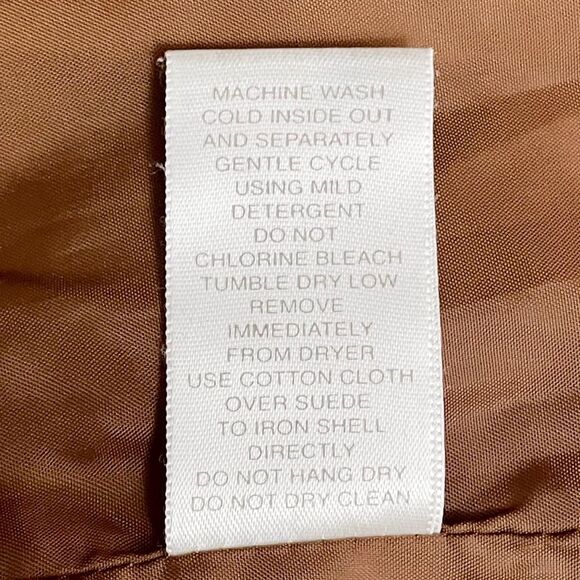 MACHINE WASH
COLD INSIDE OUT
AND SEPARATELY
GENTLE CYCLE
USING MILD
DETERGENT
DO NOT
CHLORINE BLEACH
TUMBLE DRY LOW
REMOVE
IMMEDIATELY
FROM DRYER
USE COTTON CLOTH
OVER SUEDE
TO IRON SHELL
DIRECTLY
DO NOT HANG DRY
DO NOT DRY CLEAN